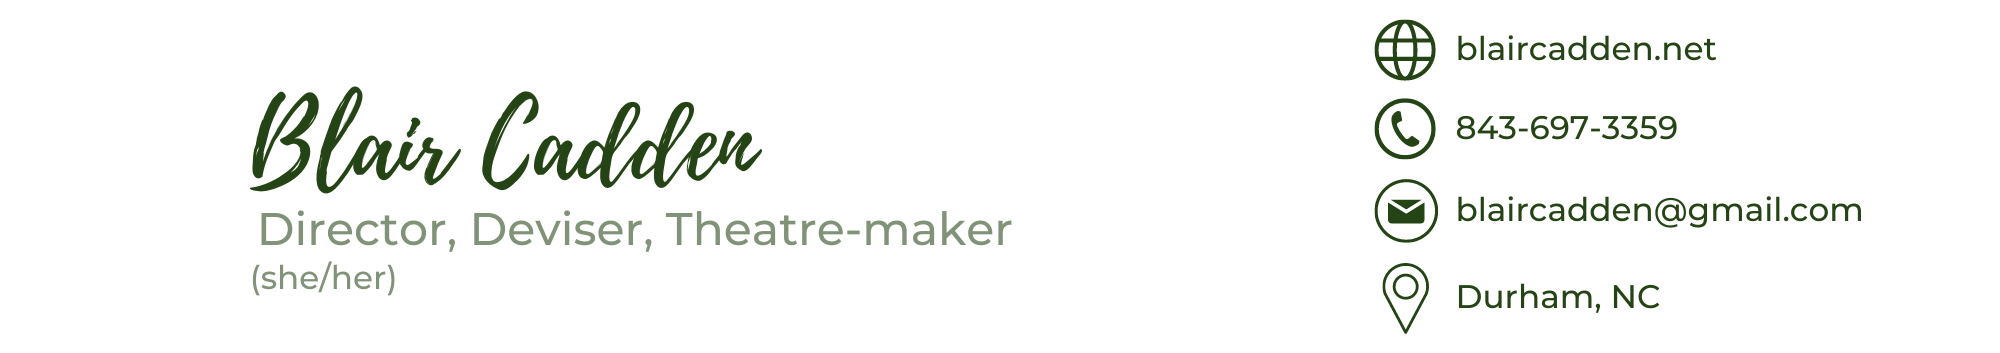 Blair Cadden
Director, Deviser, Theatre-maker
(she/her)
blaircadden.net
843-697-3359
blaircadden@gmail.com
Durham, NC